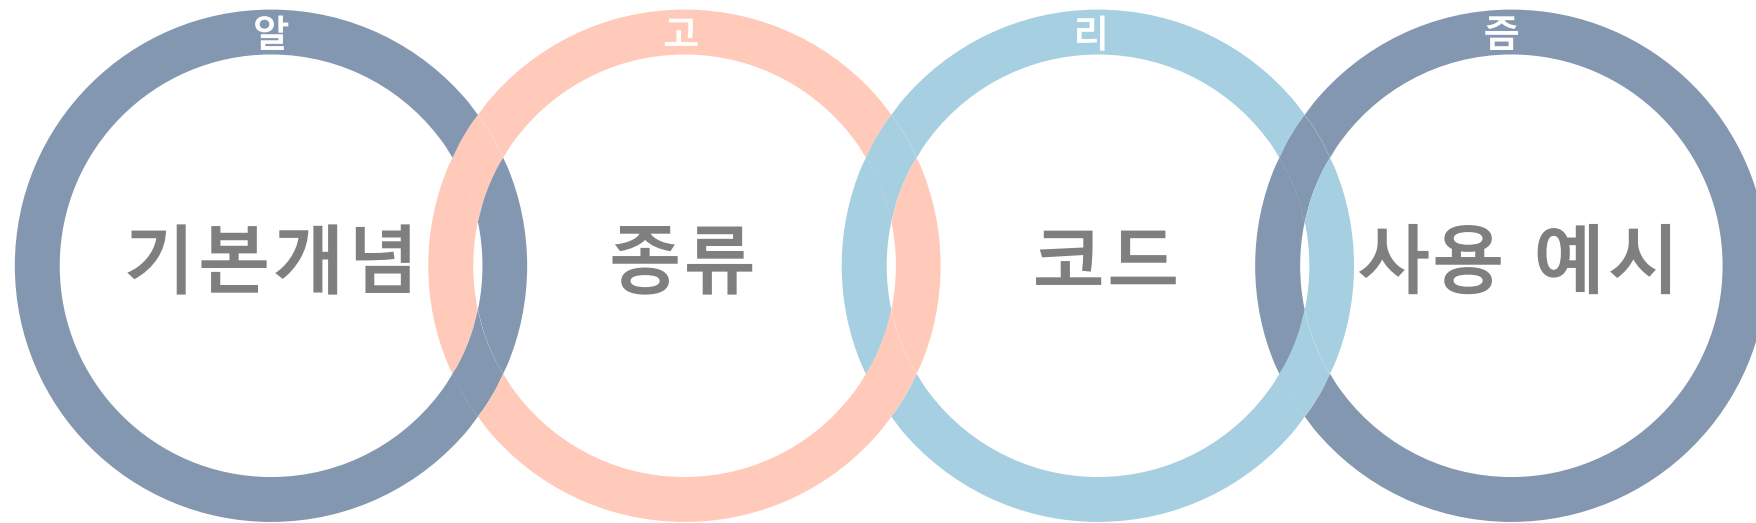 알 고 리 즘
기본개념 종류 코드 사용 예시